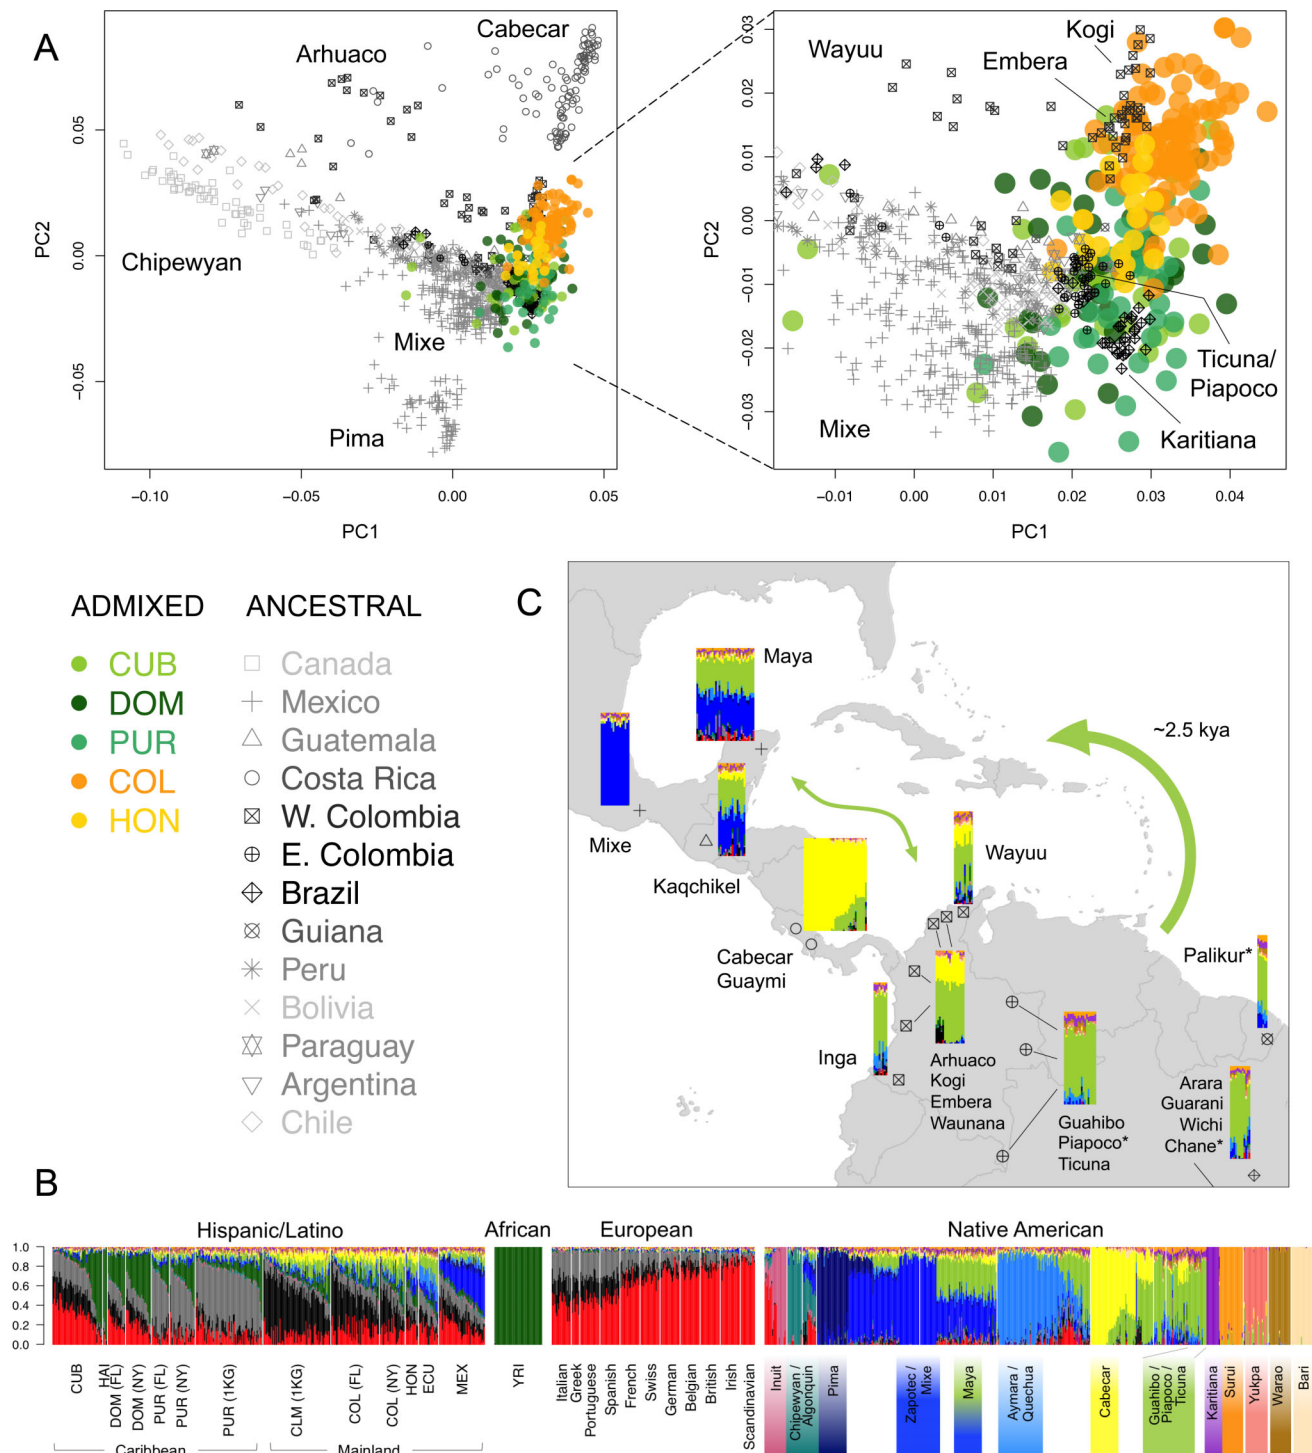 A
Cabecar
Arhuaco
Chipewyan
Mixe
Pima
PC2
0.05
0.00
−0.05
−0.10
−0.05
0.00
0.05
PC1
Kogi
Wayuu
Embera
Ticuna/
Piapoco
Karitiana
Mixe
PC2
0.03
0.02
0.01
0.00
−0.01
−0.02
−0.03
−0.01
0.00
0.01
0.02
0.03
0.04
PC1
ADMIXED
CUB
DOM
PUR
COL
HON
ANCESTRAL
Canada
Mexico
Guatemala
Costa Rica
W. Colombia
E. Colombia
Brazil
Guiana
Peru
Bolivia
Paraguay
Argentina
Chile
C
Maya
~2.5 kya
Mixe
Kaqchikel
Wayuu
Cabecar
Guaymi
Palikur*
Inga
Arhuaco
Kogi
Embera
Waunana
Guahibo
Piapoco*
Ticuna
Arara
Guarani
Wichi
Chane*
B
Hispanic/Latino
African
European
Native American
1.0
0.8
0.6
0.4
0.2
0.0
CUB
HAI
DOM (FL)
DOM (NY)
PUR (FL)
PUR (NY)
PUR (1KG)
CLM (1KG)
COL (FL)
COL (NY)
HON
ECU
MEX
YRI
Italian
Greek
Portuguese
Spanish
French
Swiss
German
Belgian
British
Irish
Scandinavian
Inuit
Chipewyan /
Algonquin
Pima
Zapotec /
Mixe
Maya
Aymara /
Quechua
Cabecar
Guahibo /
Piapoco /
Ticuna
Karitiana
Surui
Yukpa
Warao
Bari
Caribbean
Mainland